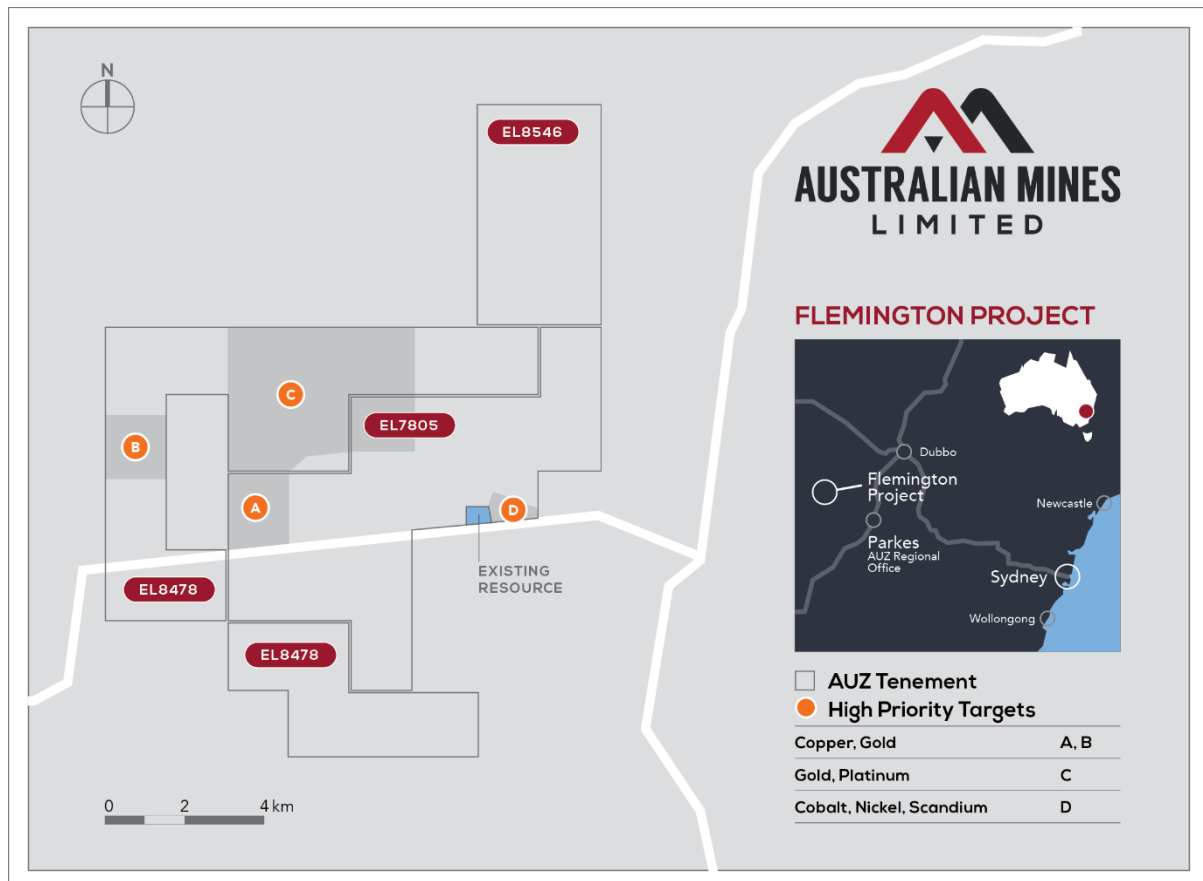 N
EL8546
AUSTRALIAN MINES
LIMITED
FLEMINGTON PROJECT
C
B
EL7805
A
D
EXISTING
RESOURCE
EL8478
EL8478
0 2 4 km
Dubbo
Flemington
Project
Newcastle
Parkes
AUZ Regional
Office
Sydney
Wollongong
AUZ Tenement
High Priority Targets
Copper, Gold A, B
Gold, Platinum C
Cobalt, Nickel, Scandium D